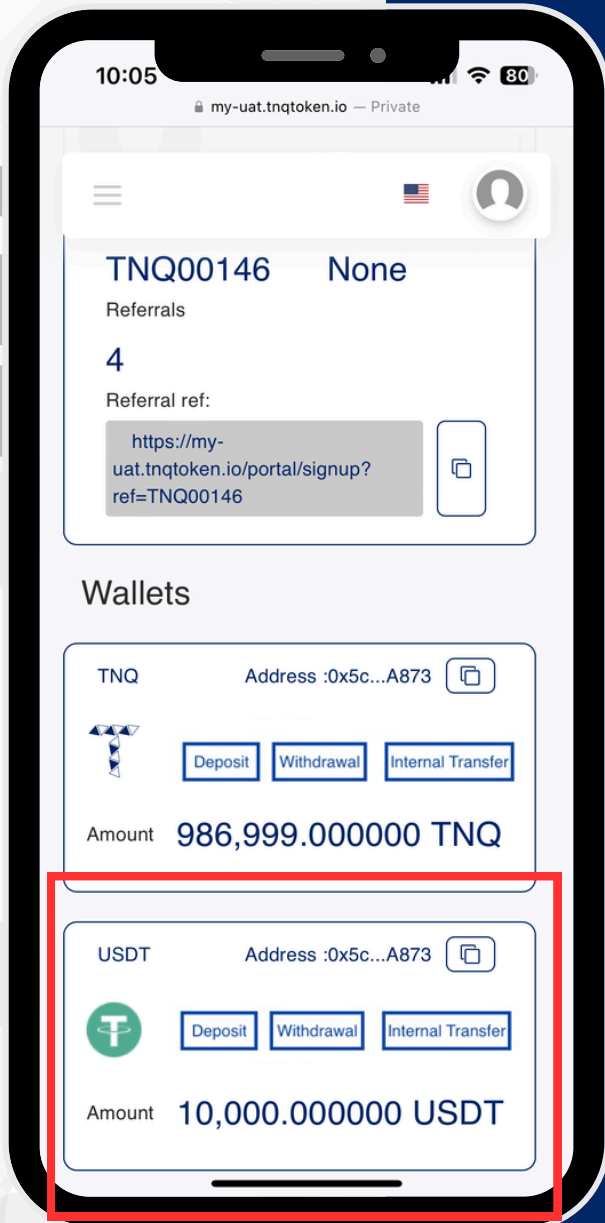 10:05
80
my-uat.tnqtoken.io — Private
TNQ00146 None
Referrals
4
Referral ref:
https://my-
uat.tnqtoken.io/portal/signup?
ref=TNQ00146
Wallets
TNQ Address :0x5c...A873
Deposit Withdrawal Internal Transfer
Amount 986,999.000000 TNQ
USDT Address :0x5c...A873
Deposit Withdrawal Internal Transfer
Amount 10,000.000000 USDT